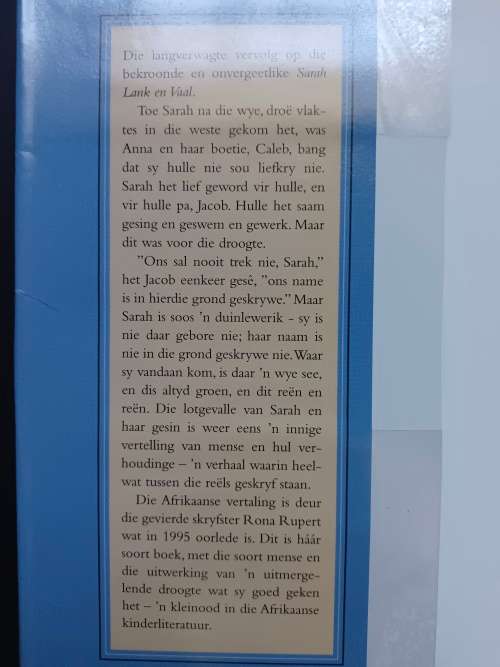 Die langverwagte vervolg op die
bekroonde en onvergeetlike Sarah
Lank en Vaal.
Toe Sarah na die wye, droë vlak-
tes in die weste gekom het, was
Anna en haar boetie, Caleb, bang
dat sy hulle nie sou liefkry nie.
Sarah het lief geword vir hulle, en
vir hulle pa, Jacob. Hulle het saam
gesing en geswem en gewerk. Maar
dit was voor die droogte.
”Ons sal nooit trek nie, Sarah,”
het Jacob eenkeer gesê, ”ons name
is in hierdie grond geskrywe.” Maar
Sarah is soos ’n duinlewerik - sy is
nie daar gebore nie; haar naam is
nie in die grond geskrywe nie. Waar
sy vandaan kom, is daar ’n wye see,
en dis altyd groen, en dit reën en
reën. Die lotgevalle van Sarah en
haar gesin is weer eens ’n innige
vertelling van mense en hul ver-
houdinge – ’n verhaal waarin heel-
wat tussen die reëls geskryf staan.
Die Afrikaanse vertaling is deur
die gevierde skryfster Rona Rupert
wat in 1995 oorlede is. Dit is háár
soort boek, met die soort mense en
die uitwerking van ’n uitmerge-
lende droogte wat sy goed geken
het – ’n kleinood in die Afrikaanse
kinderliteratuur.